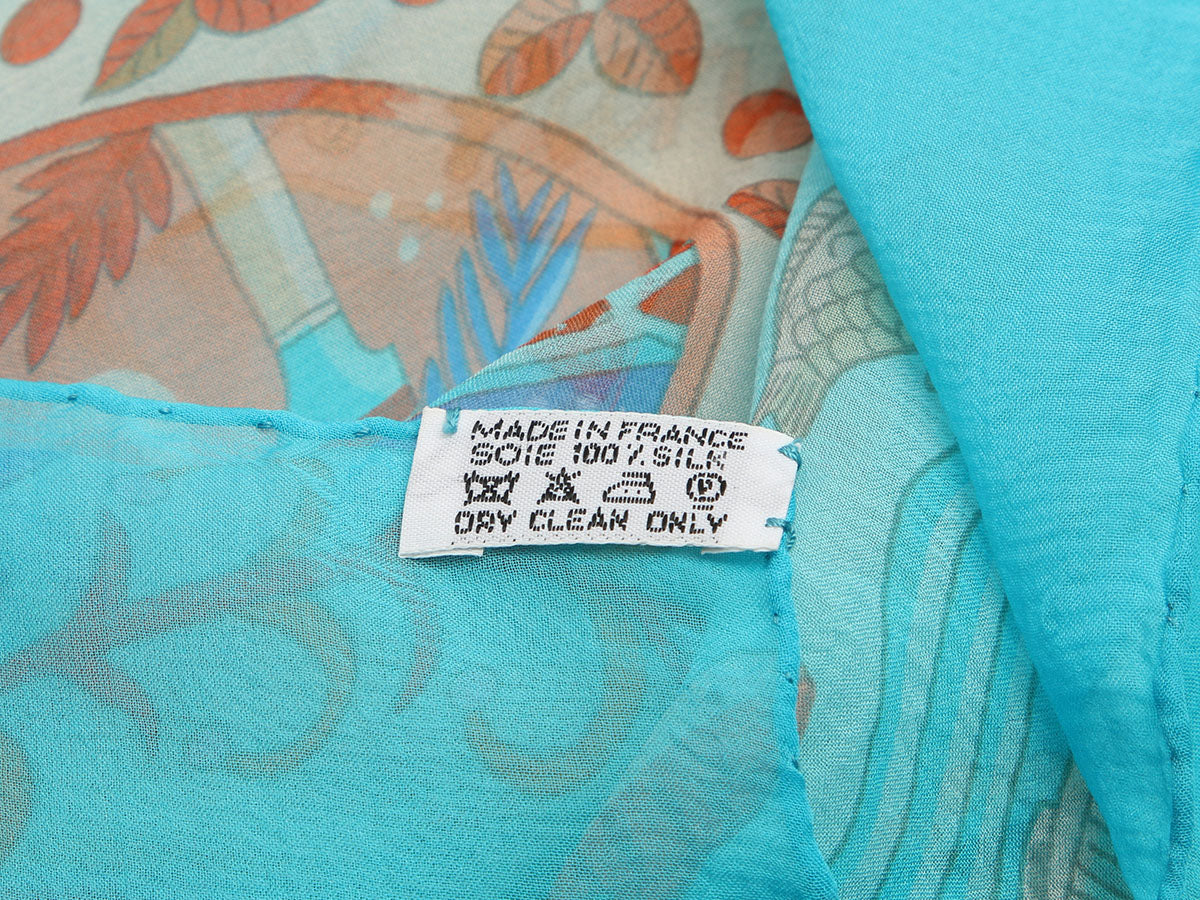 MADE IN FRANCE
SOIE 100% SILK
P
DRY CLEAN ONLY